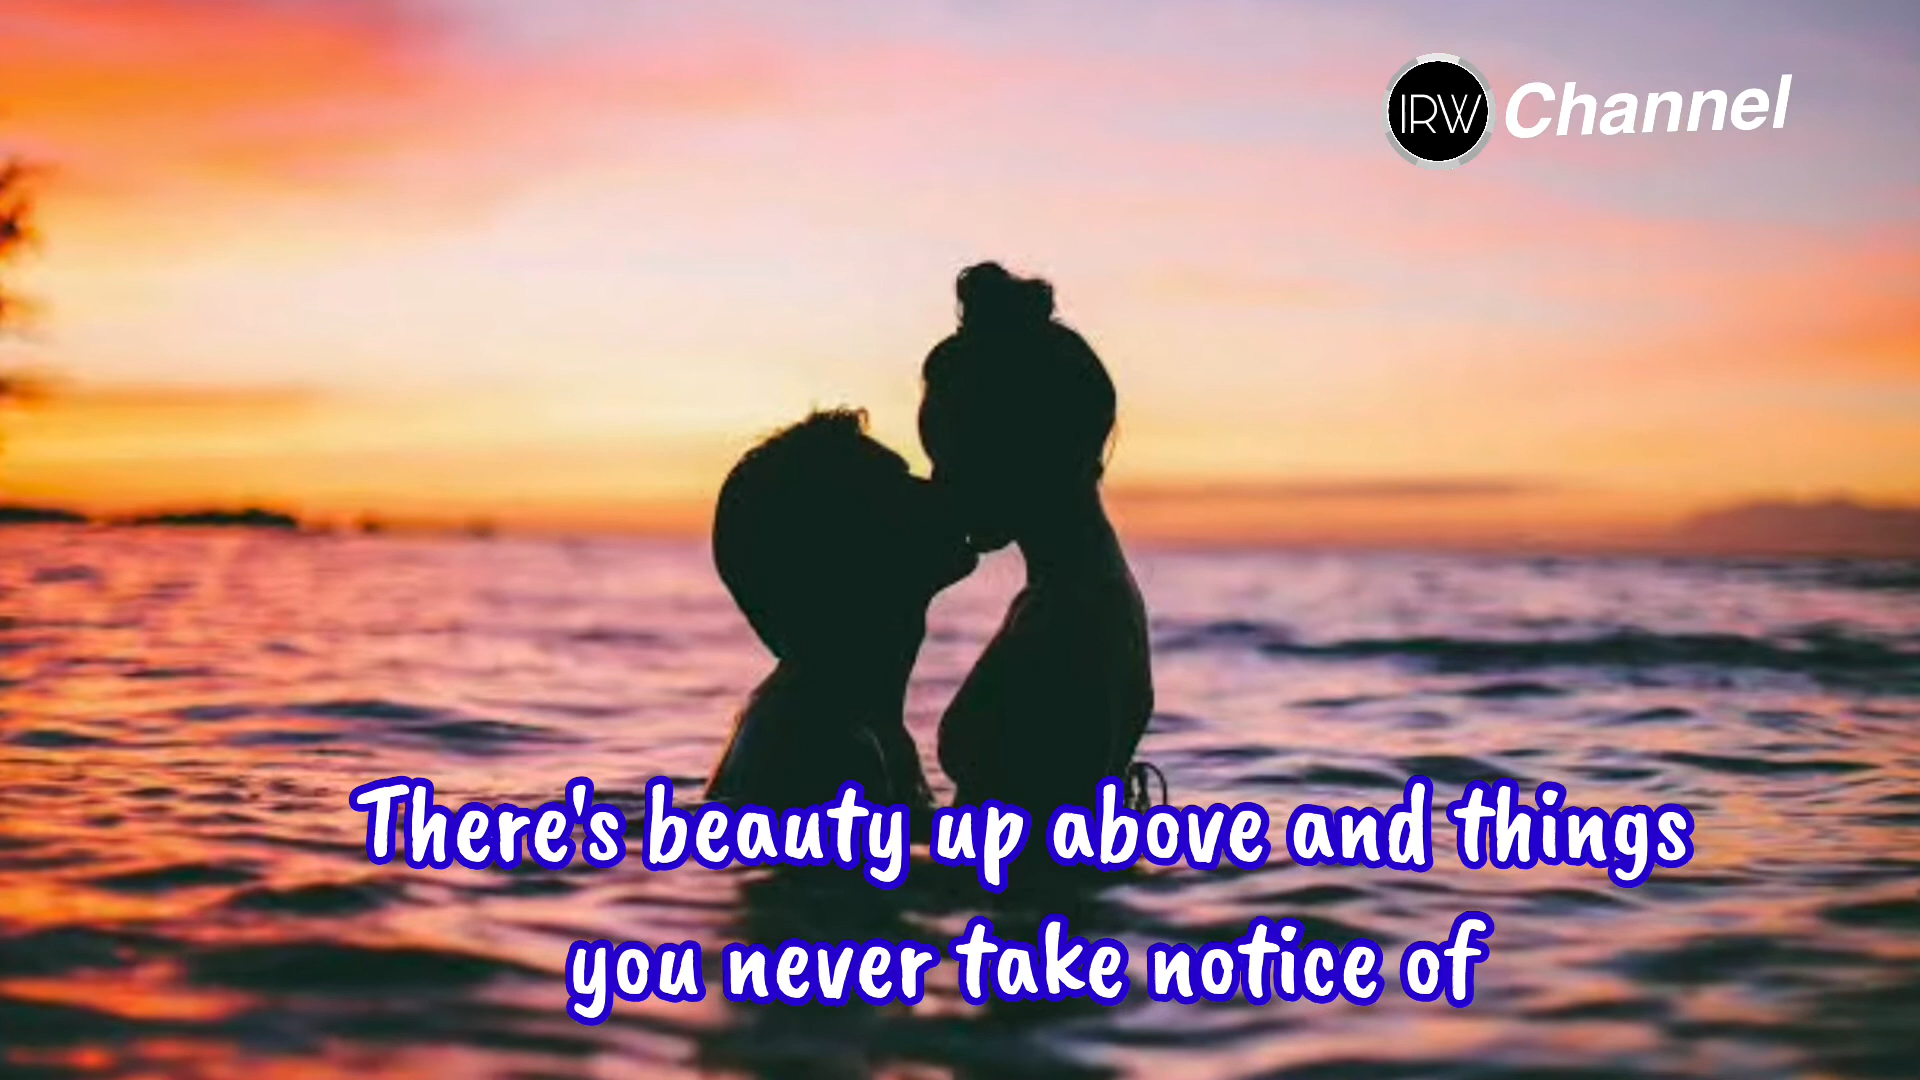 IRW Channel
There's beauty up above and things
you never take notice of